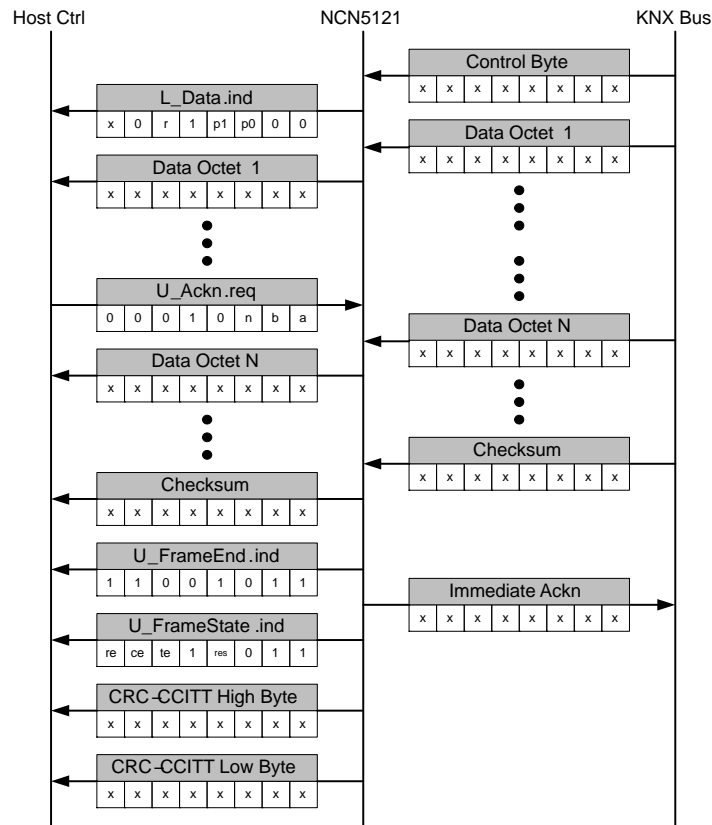 Host Ctrl NCN5121 KNX Bus
Control Byte
x x x x x x x x
L_Data.ind
x 0 r 1 p1 p0 0 0
Data Octet 1
x x x x x x x x
Data Octet 1
x x x x x x x x
U_Ackn.req
0 0 0 1 0 n b a
Data Octet N
x x x x x x x x
Data Octet N
x x x x x x x x
Checksum
x x x x x x x x
Checksum
x x x x x x x x
U_FrameEnd.ind
1 1 0 0 1 0 1 1
Immediate Ackn
x x x x x x x x
U_FrameState.ind
re ce te 1 res 0 1 1
CRC-CCITT High Byte
x x x x x x x x
CRC-CCITT Low Byte
x x x x x x x x